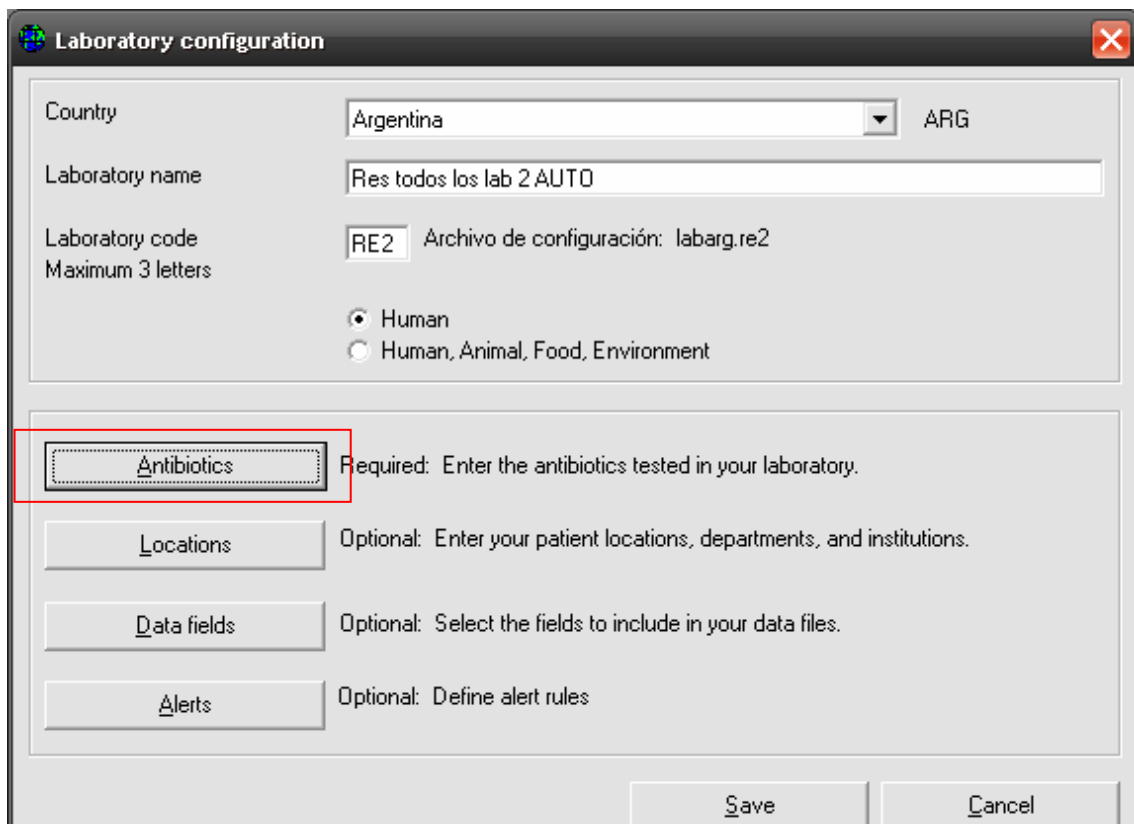 Laboratory configuration
Country
Argentina
ARG
Laboratory name
Res todos los lab 2 AUTO
Laboratory code
Maximum 3 letters
RE2
Archivo de configuración: labarg.re2
Human
Human, Animal, Food, Environment
Antibiotics
Required: Enter the antibiotics tested in your laboratory.
Locations
Optional: Enter your patient locations, departments, and institutions.
Data fields
Optional: Select the fields to include in your data files.
Alerts
Optional: Define alert rules
Save
Cancel